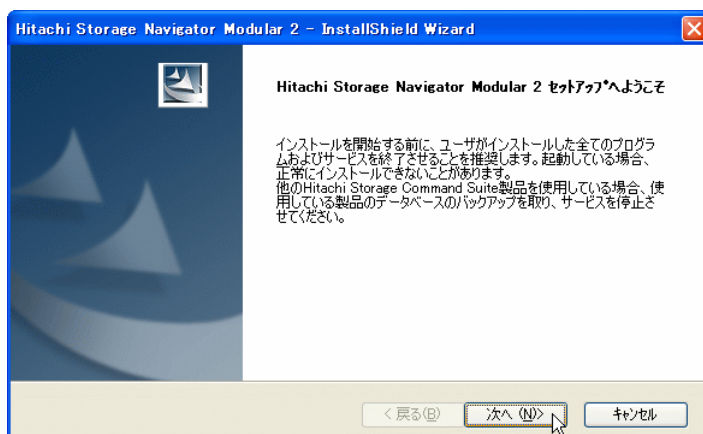 Hitachi Storage Navigator Modular 2 - InstallShield Wizard
Hitachi Storage Navigator Modular 2 ｾｯﾄｱｯﾌﾟへようこそ
インストールを開始する前に、ユーザがインストールした全てのプログラ
ムおよびサービスを終了させることを推奨します。起動している場合、
正常にインストールできないことがあります。
他のHitachi Storage Command Suite製品を使用している場合、使
用している製品のデータベースのバックアップを取り、サービスを停止さ
せてください。
< 戻る(B)
次へ (N)>
ｷｬﾝｾﾙ